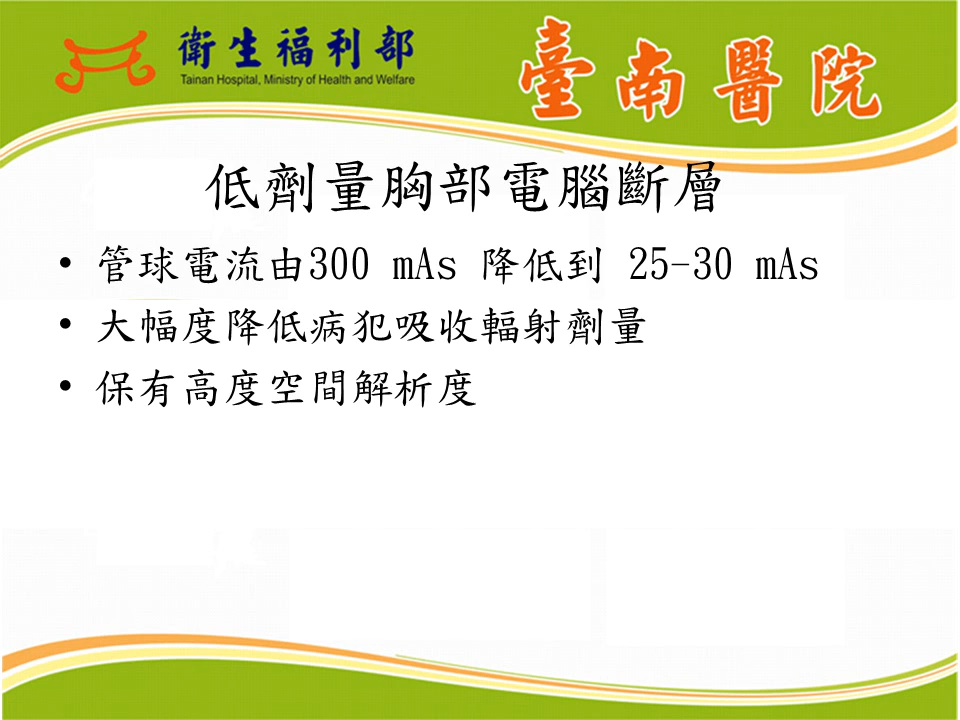 衛生福利部
Tainan Hospital, Ministry of Health and Welfare
臺南醫院
低劑量胸部電腦斷層
• 管球電流由300 mAs 降低到 25-30 mAs
• 大幅度降低病犯吸收輻射劑量
• 保有高度空間解析度